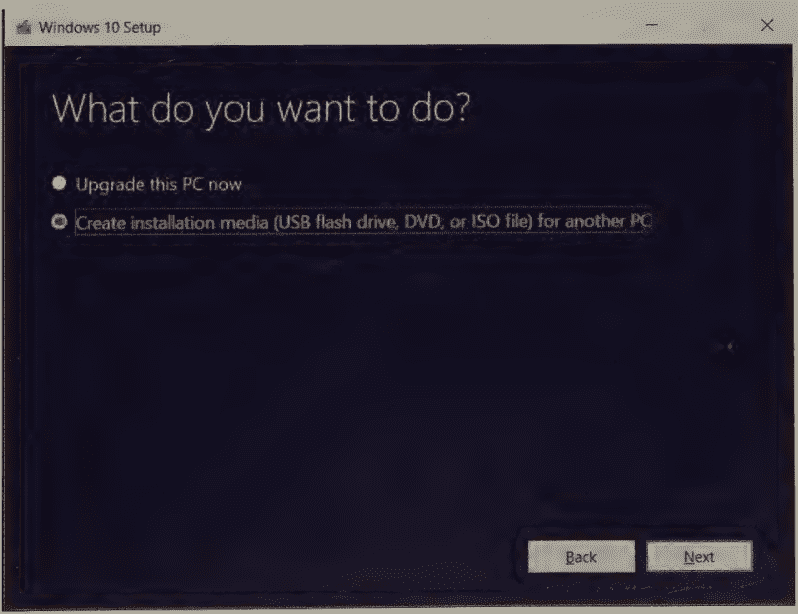 Windows 10 Setup
What do you want to do?
Upgrade this PC now
Create installation media (USB flash drive, DVD, or ISO file) for another PC
Back
Next